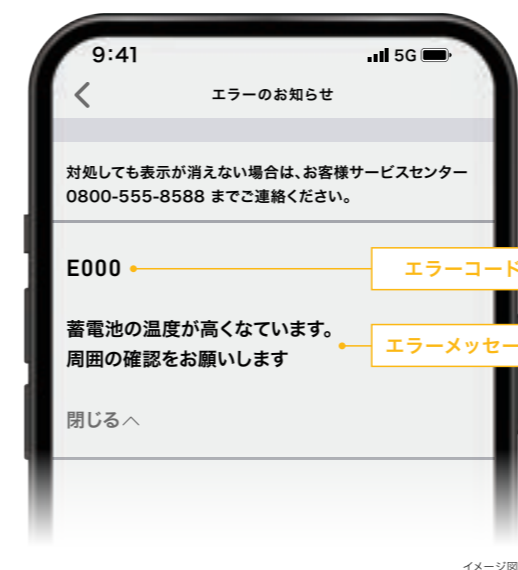 9:41 5G
エラーのお知らせ
対処しても表示が消えない場合は、お客様サービスセンター
0800-555-8588 までご連絡ください。
E000
エラーコード
蓄電池の温度が高くなています。
周囲の確認をお願いします
エラーメッセー
閉じる
イメージ図